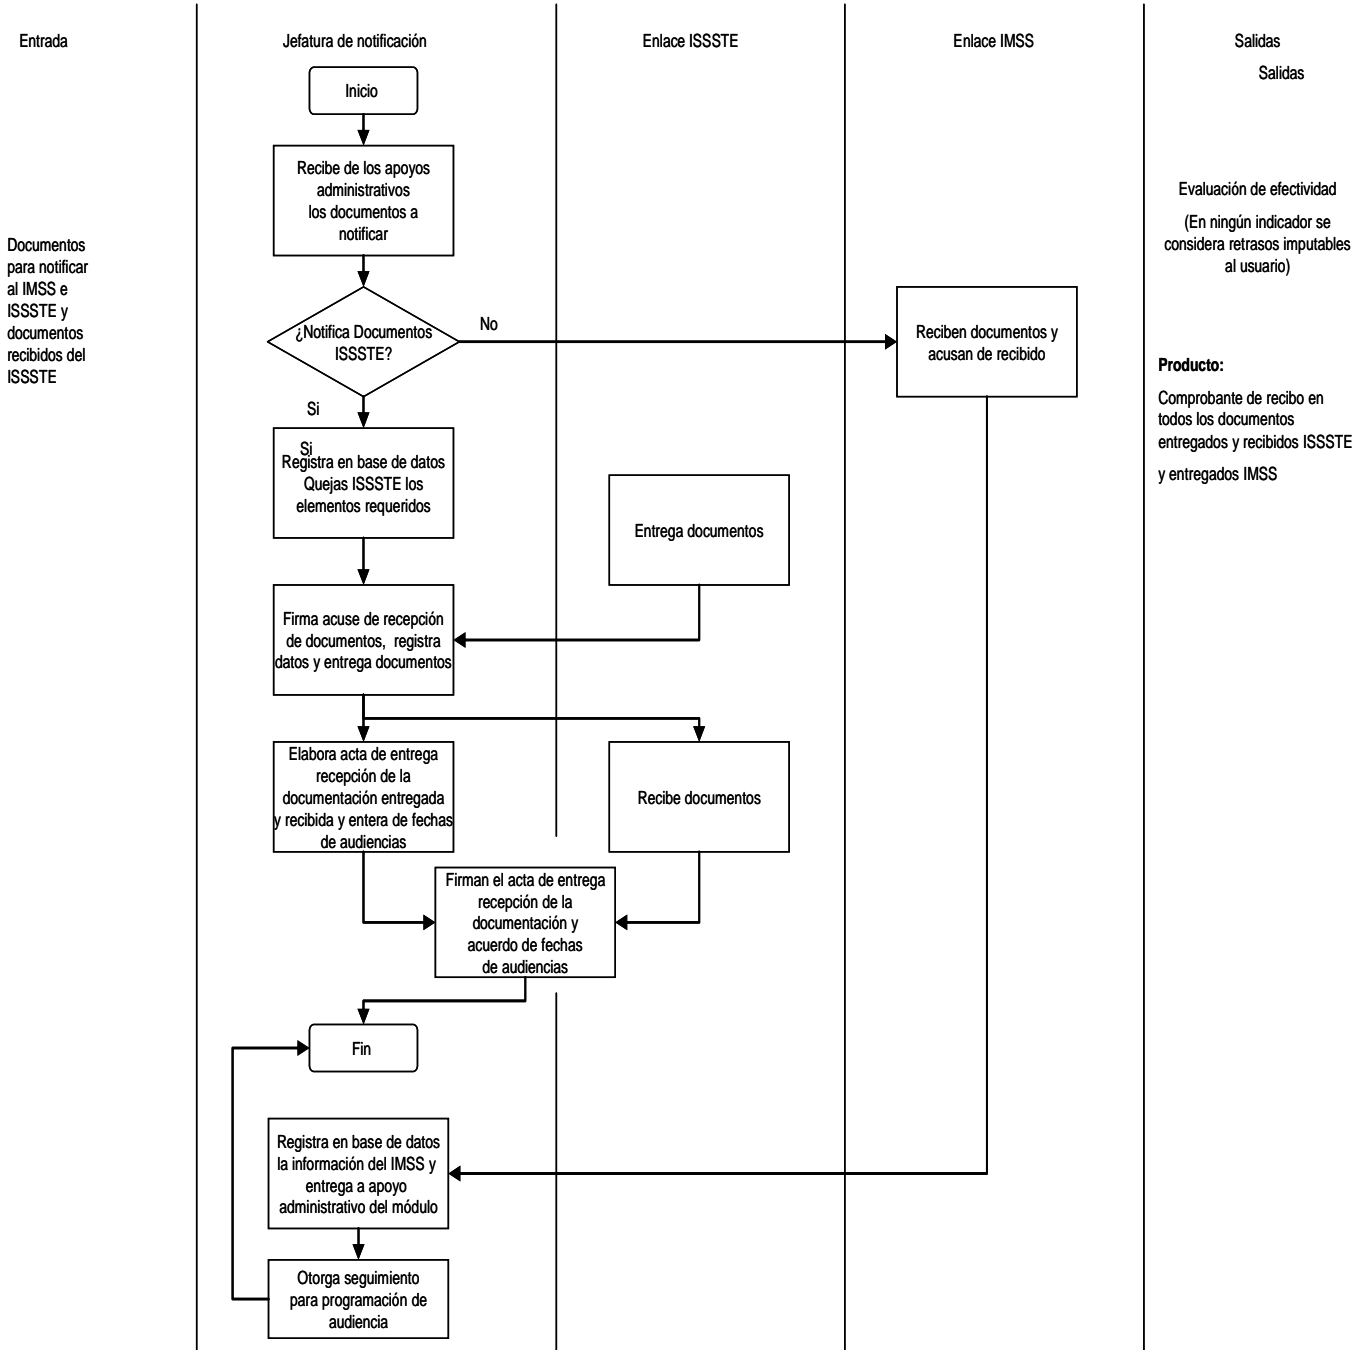 Entrada
Jefatura de notificación
Enlace ISSSTE
Enlace IMSS
Salidas
Salidas
Inicio
Recibe de los apoyos
administrativos
los documentos a
notificar
Documentos
para notificar
al IMSS e
ISSSTE y
documentos
recibidos del
ISSSTE
Evaluación de efectividad
(En ningún indicador se
considera retrasos imputables
al usuario)
¿Notifica Documentos
ISSSTE?
No
Reciben documentos y
acusan de recibido
Producto:
Comprobante de recibo en
todos los documentos
entregados y recibidos ISSSTE
y entregados IMSS
Si
Si
Registra en base de datos
Quejas ISSSTE los
elementos requeridos
Entrega documentos
Firma acuse de recepción
de documentos, registra
datos y entrega documentos
Elabora acta de entrega
recepción de la
documentación entregada
y recibida y entera de fechas
de audiencias
Recibe documentos
Firman el acta de entrega
recepción de la
documentación y
acuerdo de fechas
de audiencias
Fin
Registra en base de datos
la información del IMSS y
entrega a apoyo
administrativo del módulo
Otorga seguimiento
para programación de
audiencia